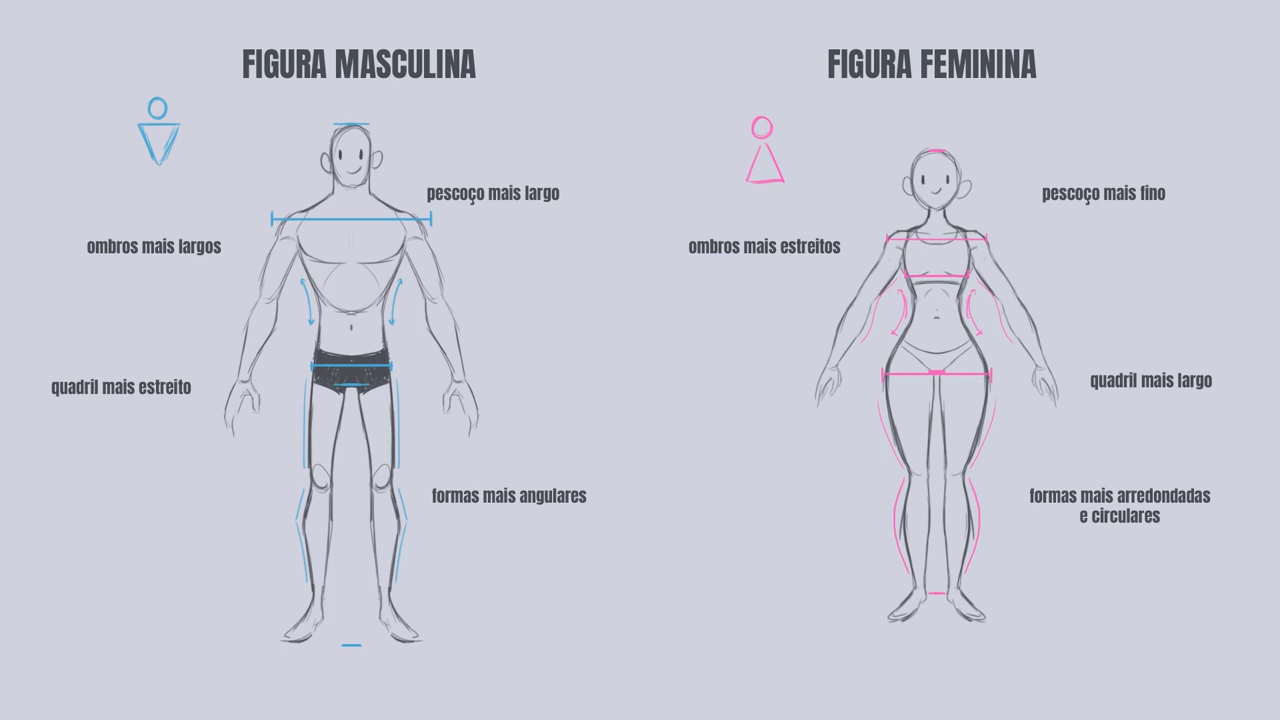 FIGURA MASCULINA
pescoço mais largo
ombros mais largos
quadril mais estreito
formas mais angulares
FIGURA FEMININA
pescoço mais fino
ombros mais estreitos
quadril mais largo
formas mais arredondadas
e circulares